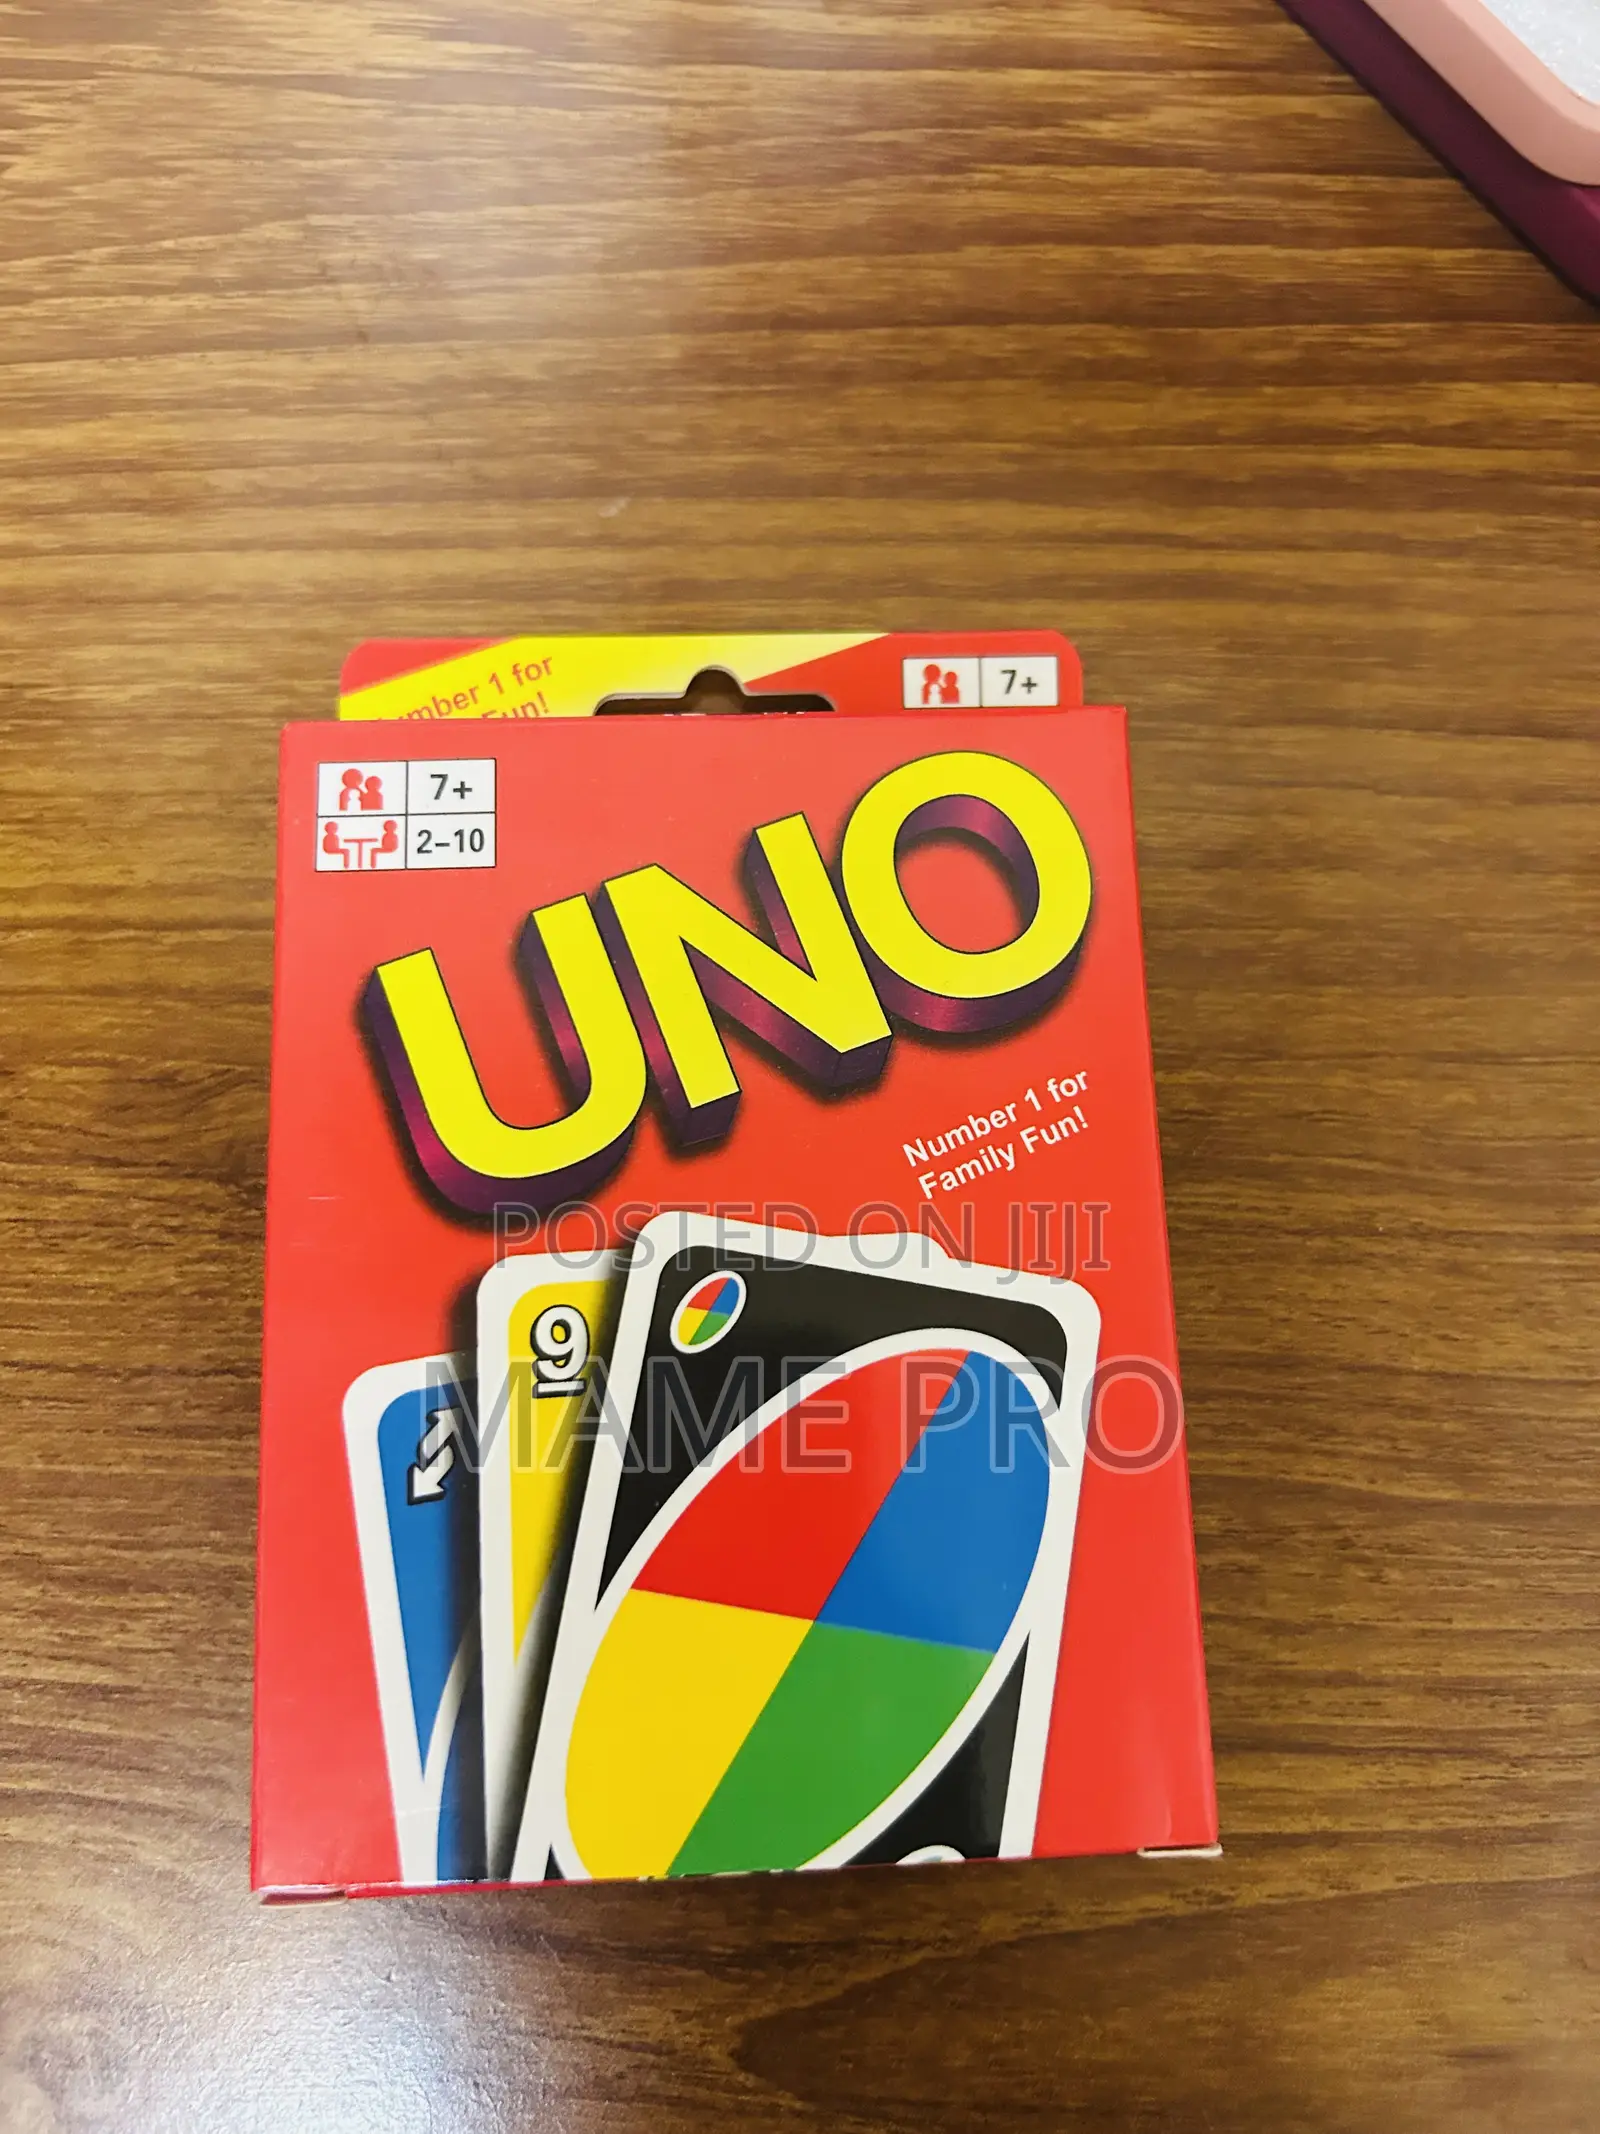 umber 1 for
Fun!
7+
7+
2–10
UNO
Number 1 for
Family Fun!
POSTED ON JIJI
9
MAME PRO